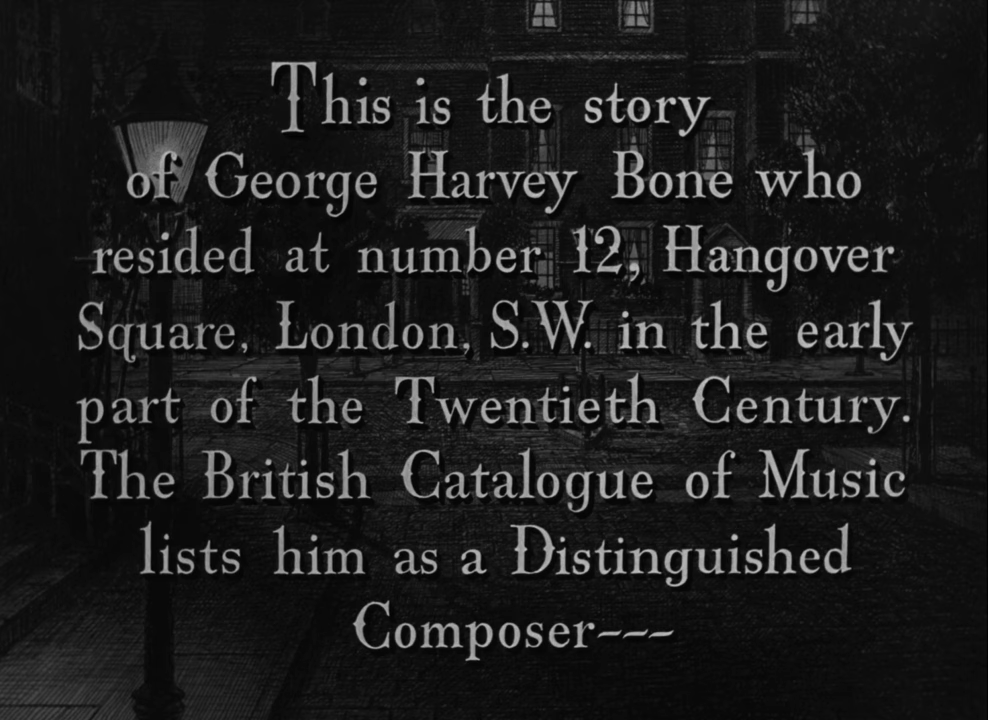 This is the story
of George Harvey Bone who
resided at number 12, Hangover
Square, London, S.W. in the early
part of the Twentieth Century.
The British Catalogue of Music
lists him as a Distinguished
Composer---